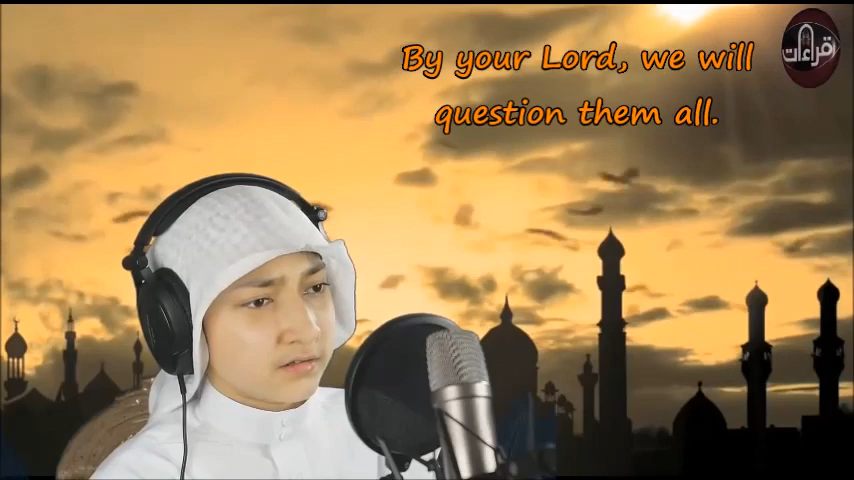 By your Lord, we will
question them all.
قراءات